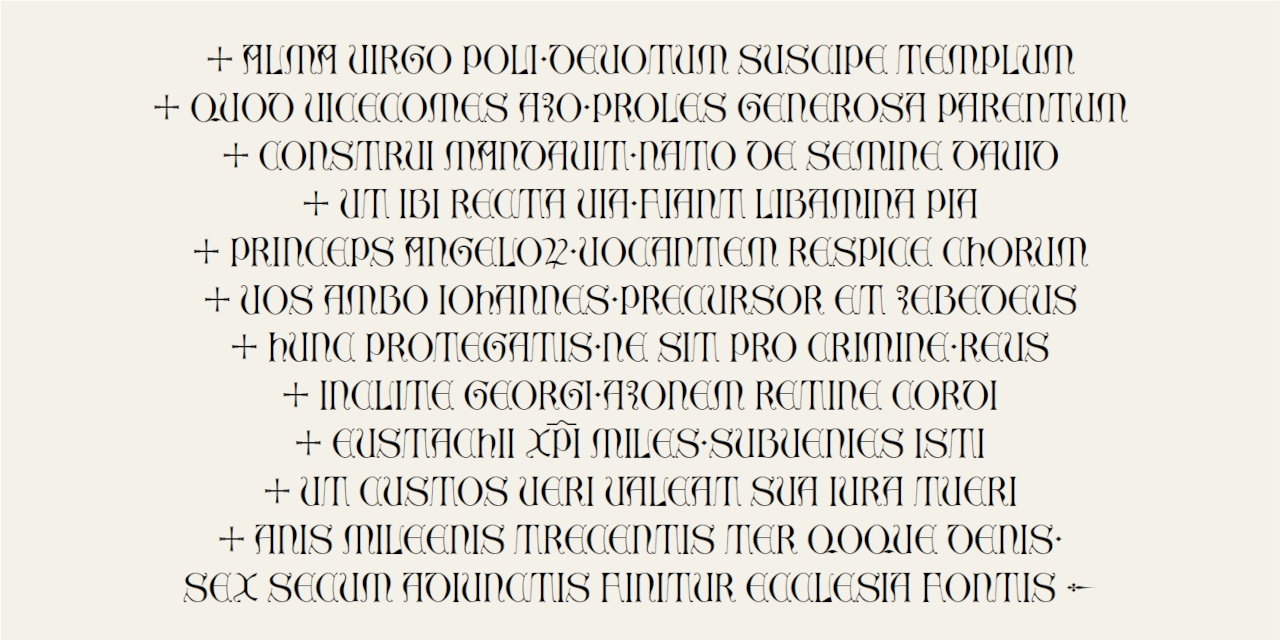 + ALMA UIRGO POLI·DEUOTUM SUSCIPE TEMPLUM
+ QUOD UICECOMES AZO·PROLES GENEROSA PARENTUM
+ CONSTRUI MANDAUIT·NATO DE SEMINE DAUID
+ UT IBI RECTA UIA·FIANT LIBAMINA PIA
+ PRINCEPS ANGELOꝜ·UOCANTEM RESPICE CHORUM
+ UOS AMBO IOHANNES·PRECURSOR ET ZEBEDEUS
+ HUNC PROTEGATIS·NE SIT PRO CRIMINE·REUS
+ INCLITE GEORGI·AZONEM RETINE CORDI
+ EUSTACHII XP̅I MILES·SUBUENIES ISTI
+ UT CUSTOS UERI UALEAT SUA IURA TUERI
+ ANIS MILEENIS TRECENTIS TER QOQUE DENIS·
SEX SECUM ADIUNCTIS FINITUR ECCLESIA FONTIS